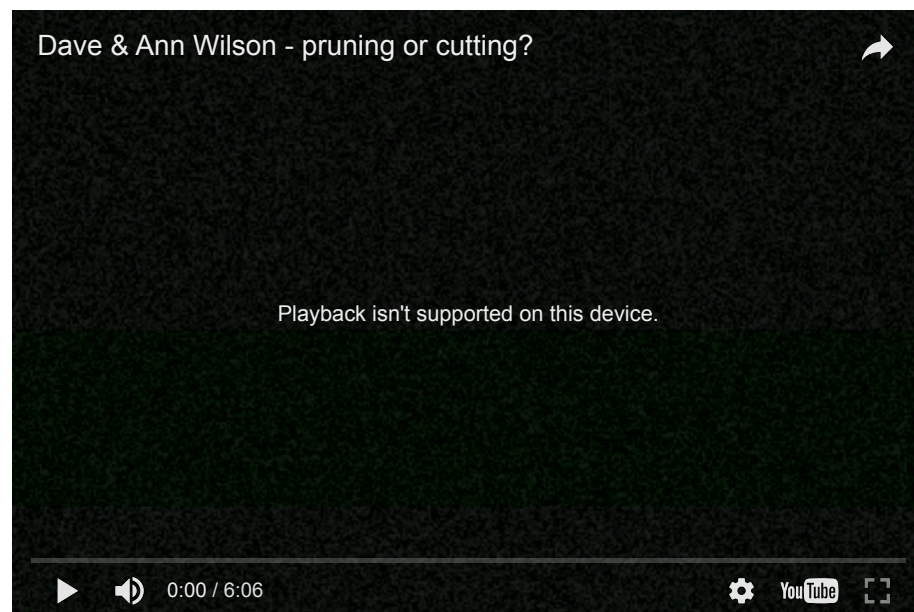 Dave & Ann Wilson - pruning or cutting?
Playback isn't supported on this device.
0:00 / 6:06
YouTube